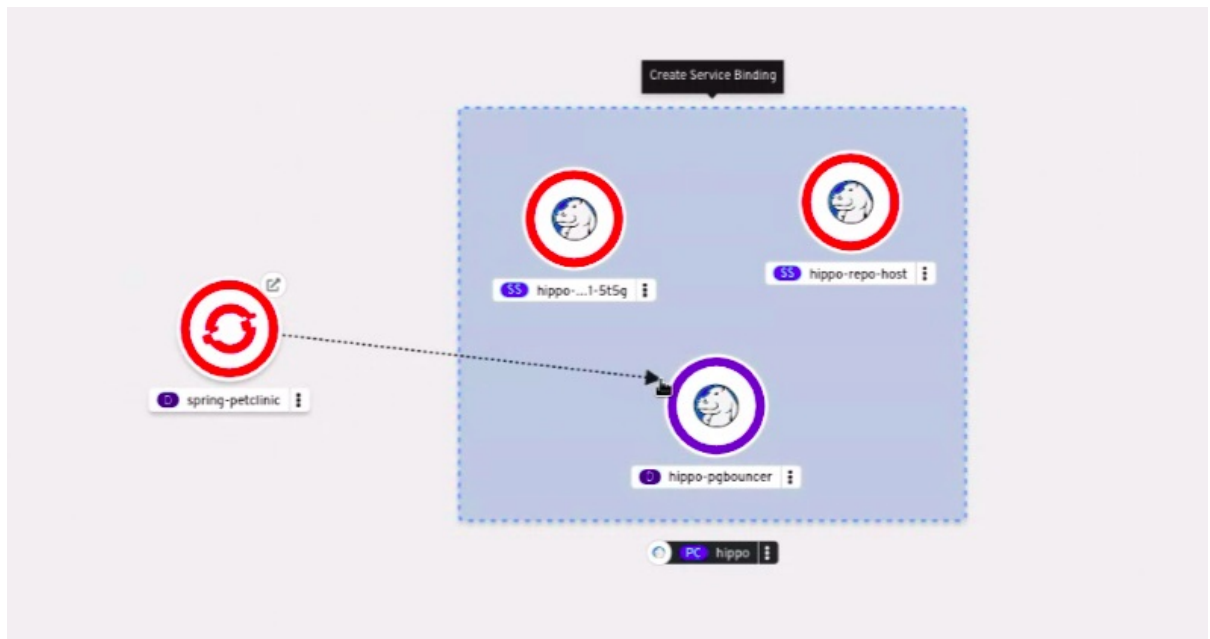 Create Service Binding
SS hippo-...1-5t5g
SS hippo-repo-host
D spring-petclinic
D hippo-pgbouncer
PC hippo